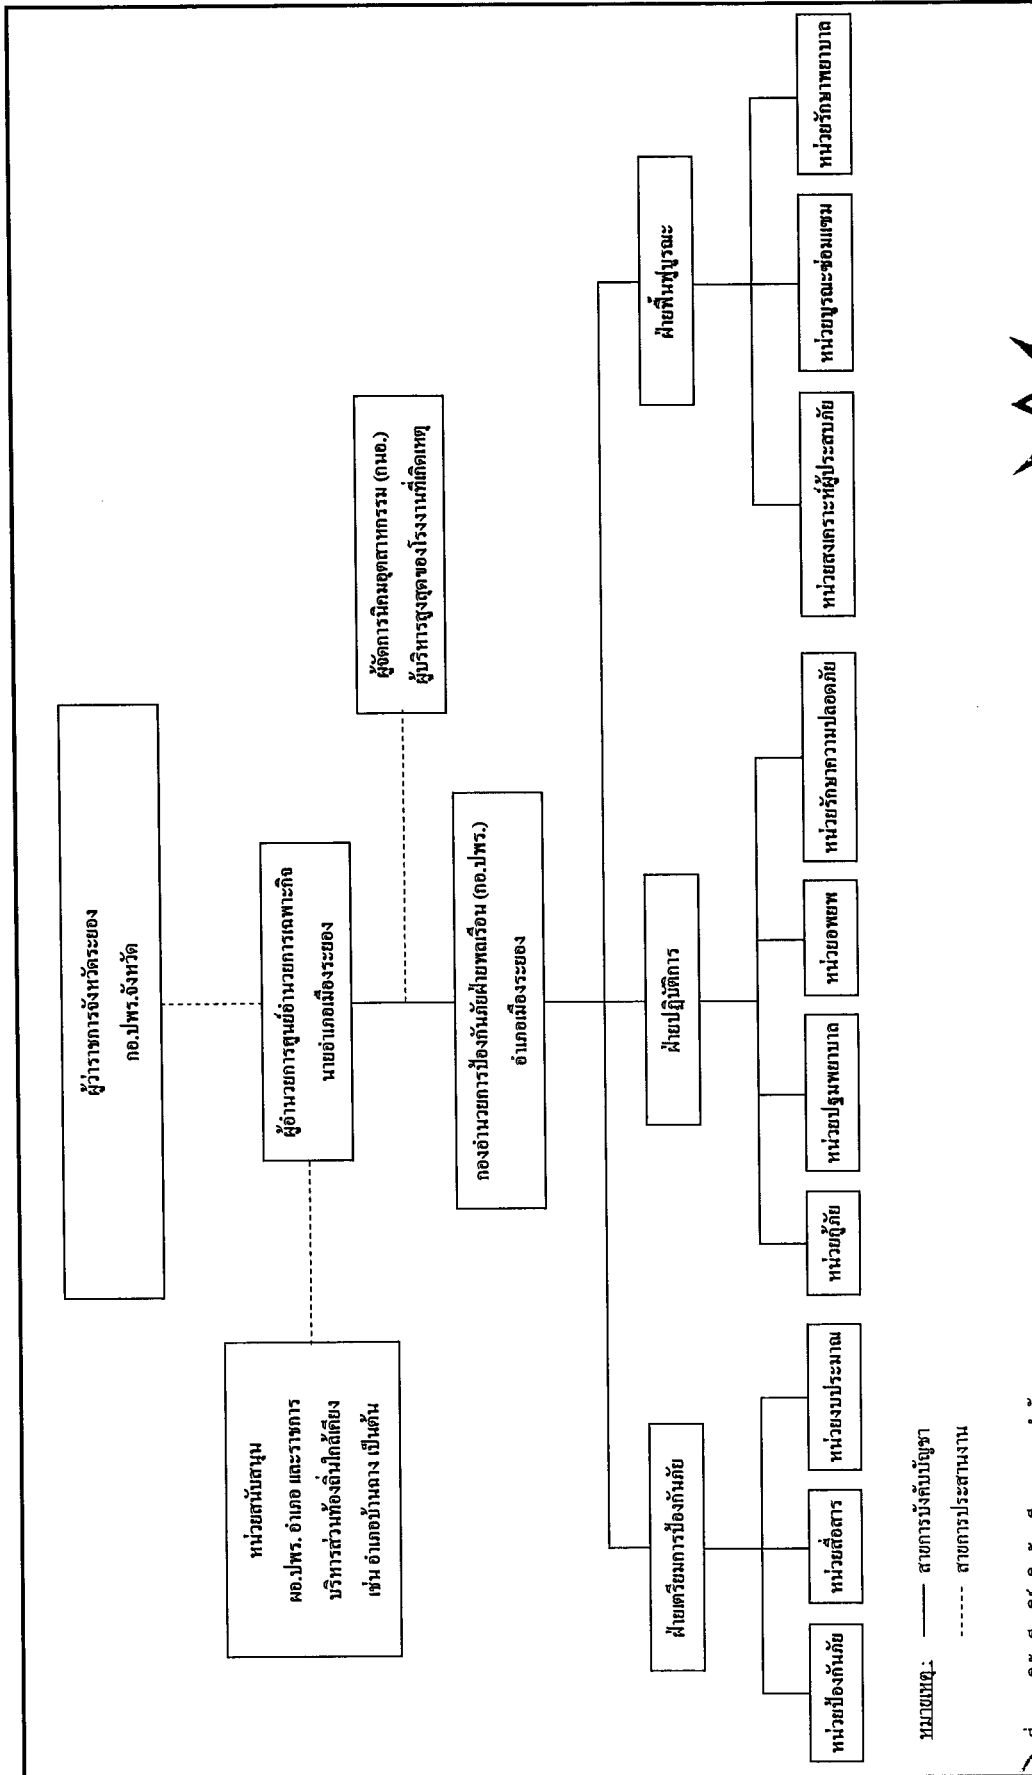 ผู้ว่าราชการจังหวัดระยอง
กอ.ปพร.จังหวัด
ผู้อำนวยการศูนย์อำนวยการเฉพาะกิจ
นายอำเภอเมืองระยอง
หน่วยสนับสนุน
ผอ.ปพร. อำเภอ และราชการ
บริหารส่วนท้องถิ่นใกล้เคียง
เช่น อำเภอบ้านฉาง เป็นต้น
ผู้จัดการนิคมอุตสาหกรรม (กนอ.)
ผู้บริหารสูงสุดของโรงงานที่เกิดเหตุ
กองอำนวยการป้องกันภัยฝ่ายพลเรือน (กอ.ปพร.)
อำเภอเมืองระยอง
ฝ่ายเตรียมการป้องกันภัย
ฝ่ายปฏิบัติการ
ฝ่ายฟื้นฟูบูรณะ
หน่วยป้องกันภัย
หน่วยสื่อสาร
หน่วยงบประมาณ
หน่วยกู้ภัย
หน่วยปฐมพยาบาล
หน่วยอพยพ
หน่วยรักษาความปลอดภัย
หน่วยสงเคราะห์ผู้ประสบภัย
หน่วยบูรณะซ่อมแซม
หน่วยรักษาพยาบาล
หมายเหตุ : —— สายการบังคับบัญชา
------ สายการประสานงาน